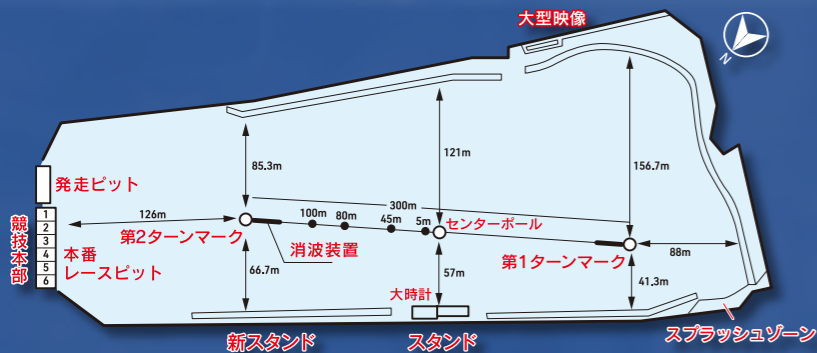 大型映像
N
発走ピット
競技本部
1
2
3
4
5
6
本番
レースピット
126m
第2ターンマーク
消波装置
85.3m
66.7m
121m
300m
100m
80m
45m
5m
センターポール
57m
156.7m
第1ターンマーク
88m
41.3m
大時計
新スタンド
スタンド
スプラッシュゾーン